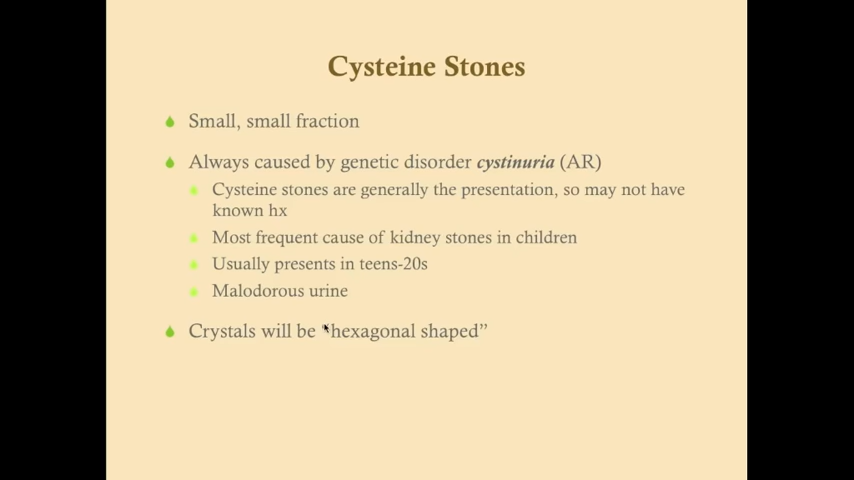 Cysteine Stones
Small, small fraction
Always caused by genetic disorder cystinuria (AR)
Cysteine stones are generally the presentation, so may not have
known hx
Most frequent cause of kidney stones in children
Usually presents in teens-20s
Malodorous urine
Crystals will be “hexagonal shaped”